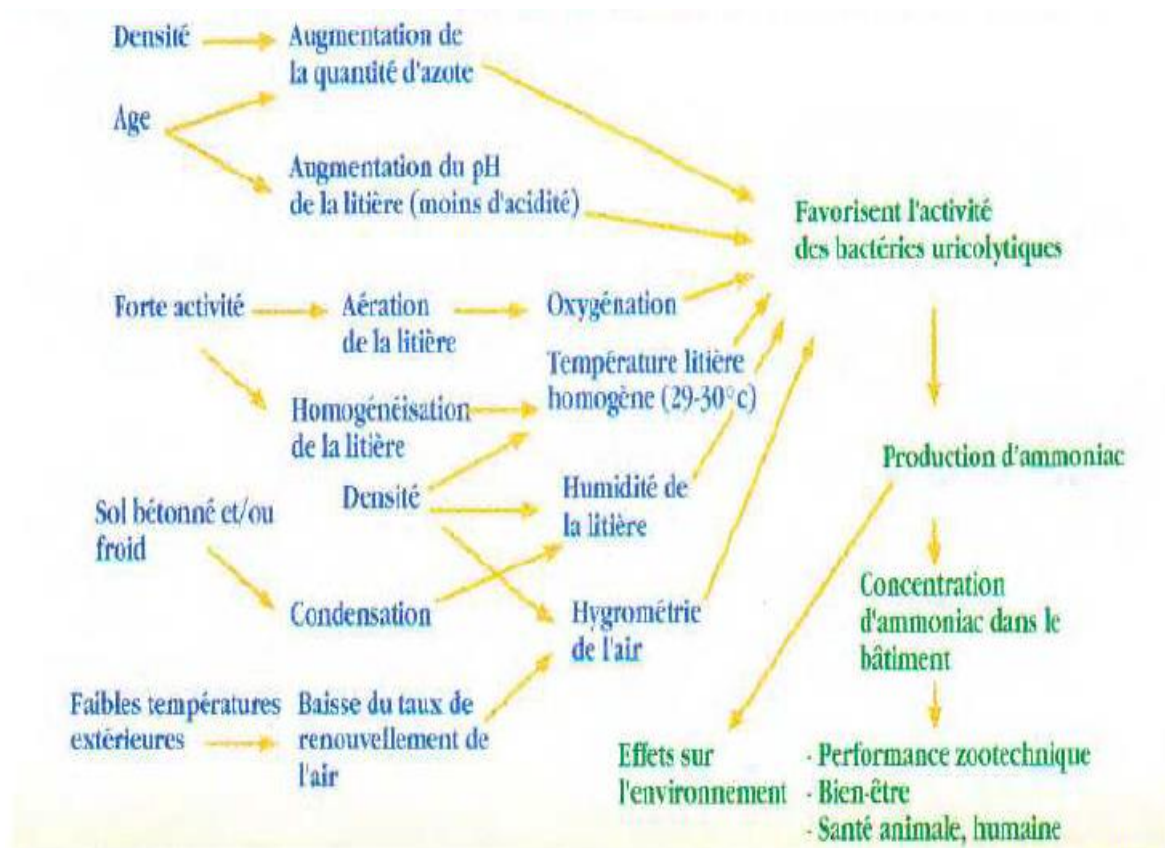 Densité
Augmentation de
la quantité d'azote
Age
Augmentation du pH
de la litière (moins d'acidité)
Favorisent l'activité
des bactéries uricolytiques
Forte activité
Aération
de la litière
Oxygénation
Température litière
homogène (29-30°c)
Homogénéisation
de la litière
Production d'ammoniac
Densité
Humidité de
la litière
Sol bétonné et/ou
froid
Concentration
d'ammoniac dans le
bâtiment
Condensation
Hygrométrie
de l'air
Faibles températures
extérieures
Baisse du taux de
renouvellement de
l'air
Effets sur
l'environnement
· Performance zootechnique
· Bien-être
· Santé animale, humaine